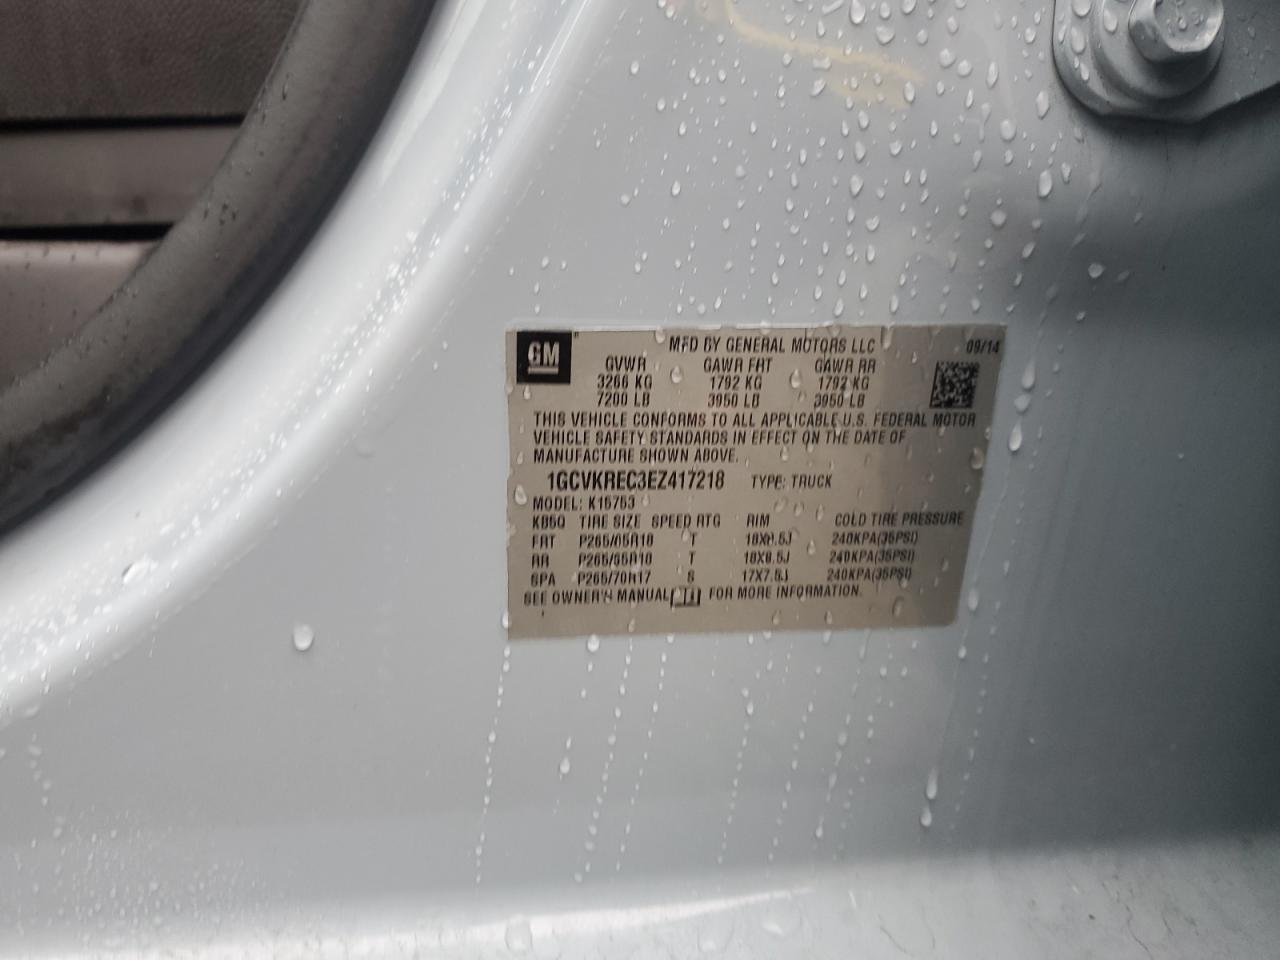 GM
MFD BY GENERAL MOTORS LLC 09/14
GVWR GAWR FRT GAWR RR
3266 KG 1792 KG 1792 KG
7200 LB 3950 LB 3950 LB
THIS VEHICLE CONFORMS TO ALL APPLICABLE U.S. FEDERAL MOTOR
VEHICLE SAFETY STANDARDS IN EFFECT ON THE DATE OF
MANUFACTURE SHOWN ABOVE.
1GCVKREC3EZ417218 TYPE: TRUCK
MODEL: K15753
TIRE SIZE SPEED RTG RIM COLD TIRE PRESSURE
FRT P265/65R18 T 18X8.5J 240KPA(35PSI)
RR P265/65R18 T 18X8.5J 240KPA(35PSI)
SPA P265/70R17 S 17X7.5J 240KPA(35PSI)
SEE OWNER'S MANUAL FOR MORE INFORMATION.